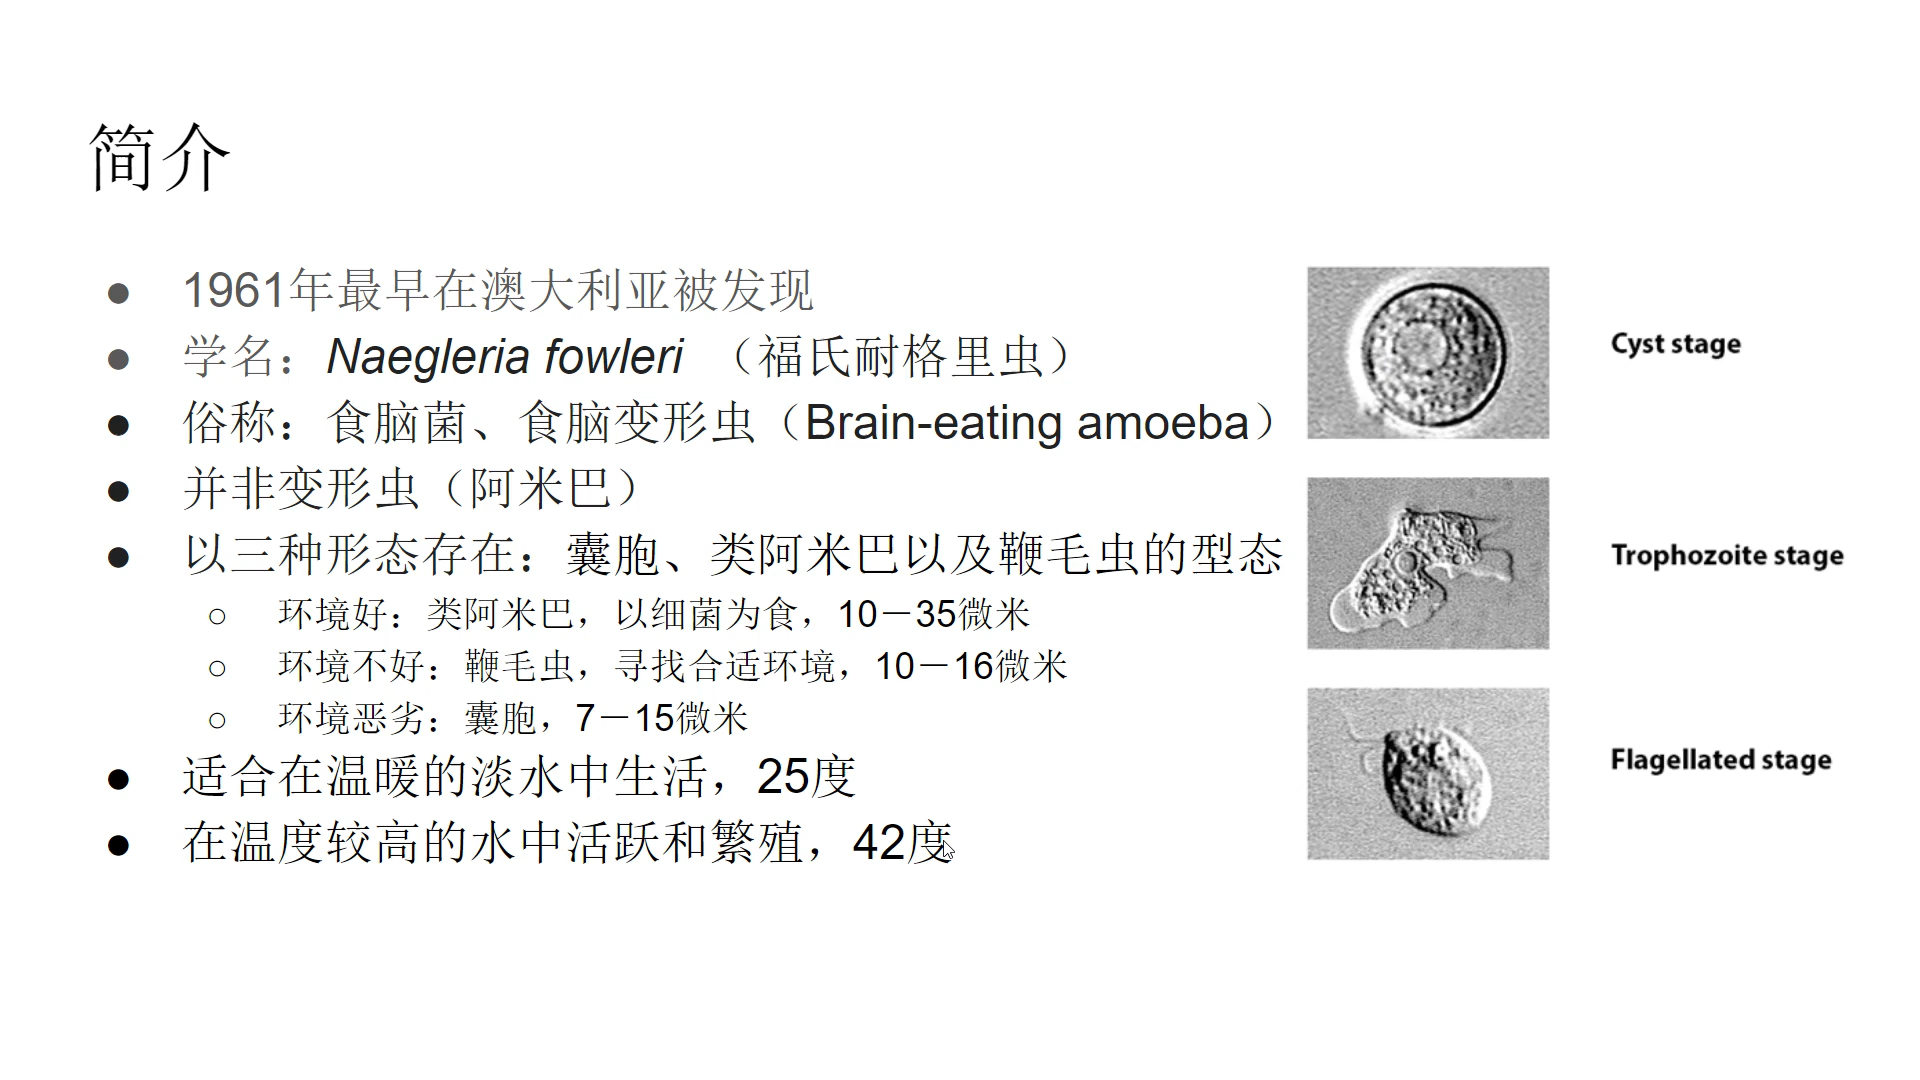 简介
● 1961年最早在澳大利亚被发现
● 学名：Naegleria fowleri （福氏耐格里虫）
● 俗称：食脑菌、食脑变形虫（Brain-eating amoeba）
● 并非变形虫（阿米巴）
● 以三种形态存在：囊胞、类阿米巴以及鞭毛虫的型态
○ 环境好：类阿米巴，以细菌为食，10－35微米
○ 环境不好：鞭毛虫，寻找合适环境，10－16微米
○ 环境恶劣：囊胞，7－15微米
● 适合在温暖的淡水中生活，25度
● 在温度较高的水中活跃和繁殖，42度
Cyst stage
Trophozoite stage
Flagellated stage